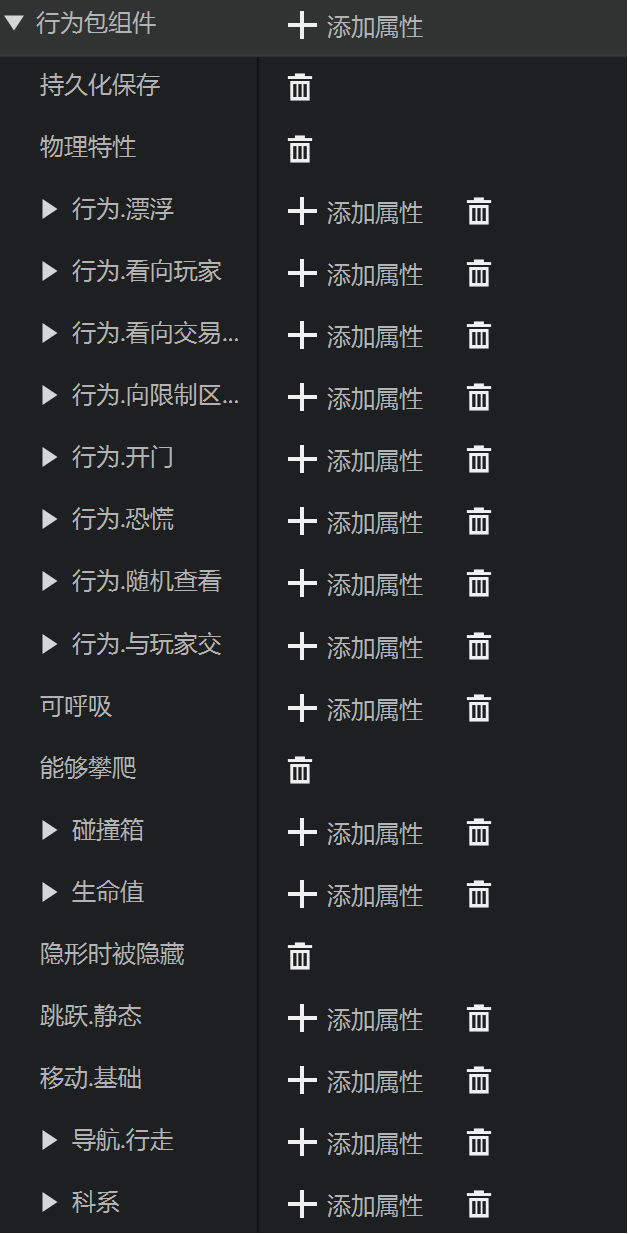 行为包组件 添加属性
持久化保存
物理特性
行为.漂浮 添加属性
行为.看向玩家 添加属性
行为.看向交易... 添加属性
行为.向限制区... 添加属性
行为.开门 添加属性
行为.恐慌 添加属性
行为.随机查看 添加属性
行为.与玩家交 添加属性
可呼吸 添加属性
能够攀爬
碰撞箱 添加属性
生命值 添加属性
隐形时被隐藏
跳跃.静态 添加属性
移动.基础 添加属性
导航.行走 添加属性
科系 添加属性